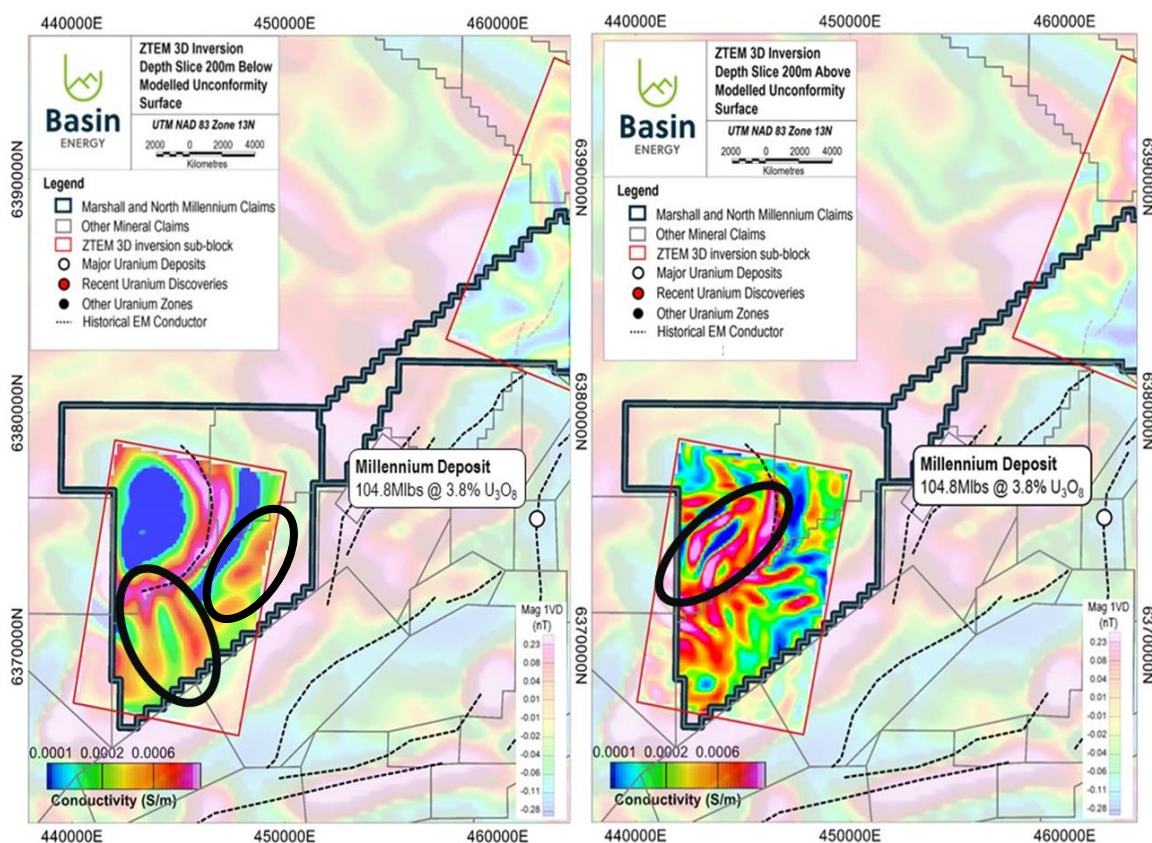 440000E 450000E 460000E
Basin
ENERGY
ZTEM 3D Inversion
Depth Slice 200m Below
Modelled Unconformity
Surface
UTM NAD 83 Zone 13N
2000 0 2000 4000
Kilometres
Legend
Marshall and North Millennium Claims
Other Mineral Claims
ZTEM 3D inversion sub-block
Major Uranium Deposits
Recent Uranium Discoveries
Other Uranium Zones
Historical EM Conductor
6390000N
6380000N
6370000N
6390000N
6380000N
6370000N
Millennium Deposit
104.8Mlbs @ 3.8% U₃O₈
Mag 1VD
(nT)
0.23
0.08
0.04
0.01
-0.01
-0.02
-0.04
-0.06
-0.11
-0.28
0.0001 0.0002 0.0006
Conductivity (S/m)
440000E 450000E 460000E
440000E 450000E 460000E
Basin
ENERGY
ZTEM 3D Inversion
Depth Slice 200m Above
Modelled Unconformity
Surface
UTM NAD 83 Zone 13N
2000 0 2000 4000
Kilometres
Legend
Marshall and North Millennium Claims
Other Mineral Claims
ZTEM 3D inversion sub-block
Major Uranium Deposits
Recent Uranium Discoveries
Other Uranium Zones
Historical EM Conductor
6390000N
6380000N
6370000N
Millennium Deposit
104.8Mlbs @ 3.8% U₃O₈
Mag 1VD
(nT)
0.23
0.08
0.04
0.01
-0.01
-0.02
-0.04
-0.06
-0.11
-0.28
0.0001 0.0002 0.0006
Conductivity (S/m)
440000E 450000E 460000E